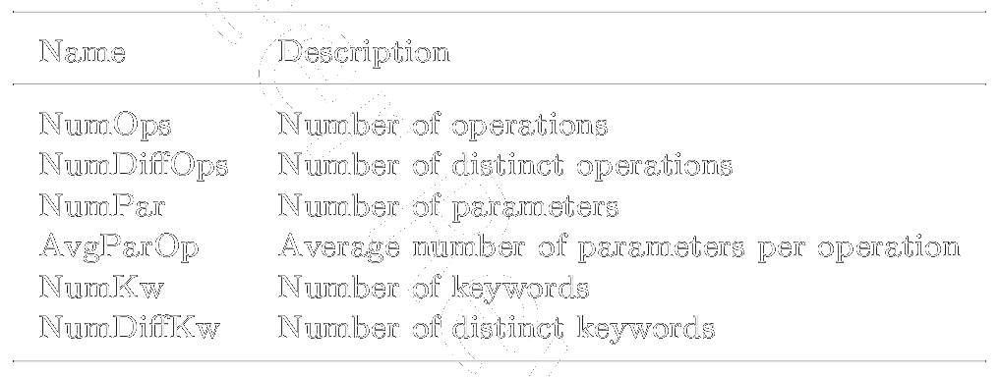 Name Description
NumOps Number of operations
NumDiffOps Number of distinct operations
NumPar Number of parameters
AvgParOp Average number of parameters per operation
NumKw Number of keywords
NumDiffKw Number of distinct keywords